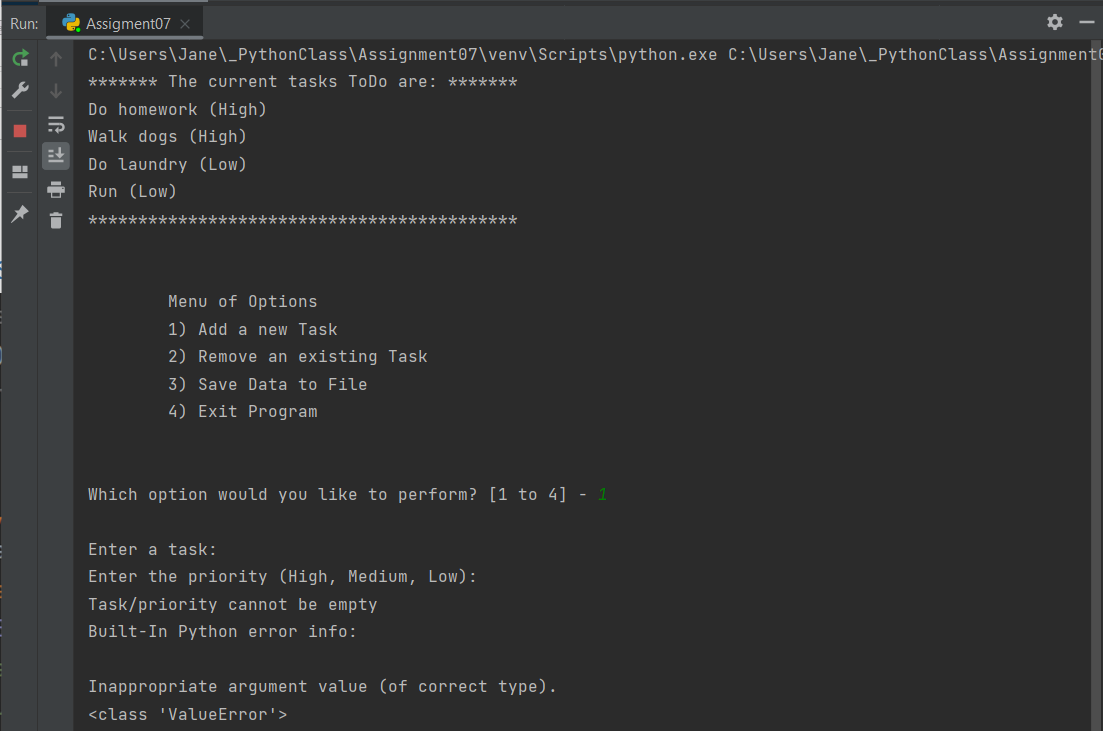 Run: Assigment07
C:\Users\Jane\_PythonClass\Assignment07\venv\Scripts\python.exe C:\Users\Jane\_PythonClass\Assignment0
******* The current tasks ToDo are: *******
Do homework (High)
Walk dogs (High)
Do laundry (Low)
Run (Low)
*******************************************
Menu of Options
1) Add a new Task
2) Remove an existing Task
3) Save Data to File
4) Exit Program
Which option would you like to perform? [1 to 4] - 1
Enter a task:
Enter the priority (High, Medium, Low):
Task/priority cannot be empty
Built-In Python error info:
Inappropriate argument value (of correct type).
<class 'ValueError'>